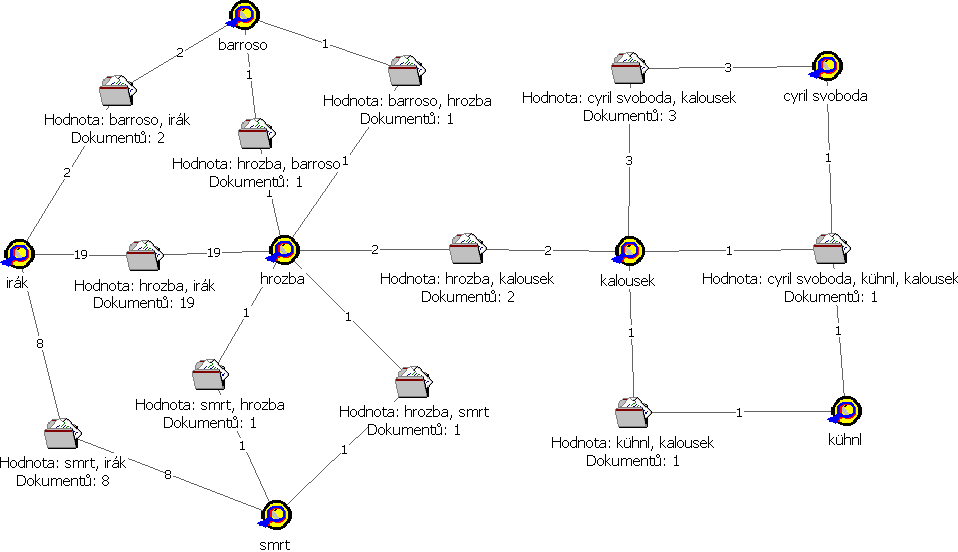 barroso
2
1
1
Hodnota: barroso, irák
Dokumentů: 2
Hodnota: barroso, hrozba
Dokumentů: 1
Hodnota: hrozba, barroso
Dokumentů: 1
2
1
1
3
Hodnota: cyril svoboda, kalousek
Dokumentů: 3
cyril svoboda
3
1
irák
19
19
Hodnota: hrozba, irák
Dokumentů: 19
hrozba
2
Hodnota: hrozba, kalousek
Dokumentů: 2
2
kalousek
1
Hodnota: cyril svoboda, kühnl, kalousek
Dokumentů: 1
8
1
1
1
1
Hodnota: smrt, hrozba
Dokumentů: 1
Hodnota: hrozba, smrt
Dokumentů: 1
1
Hodnota: kühnl, kalousek
Dokumentů: 1
kühnl
Hodnota: smrt, irák
Dokumentů: 8
8
1
1
smrt